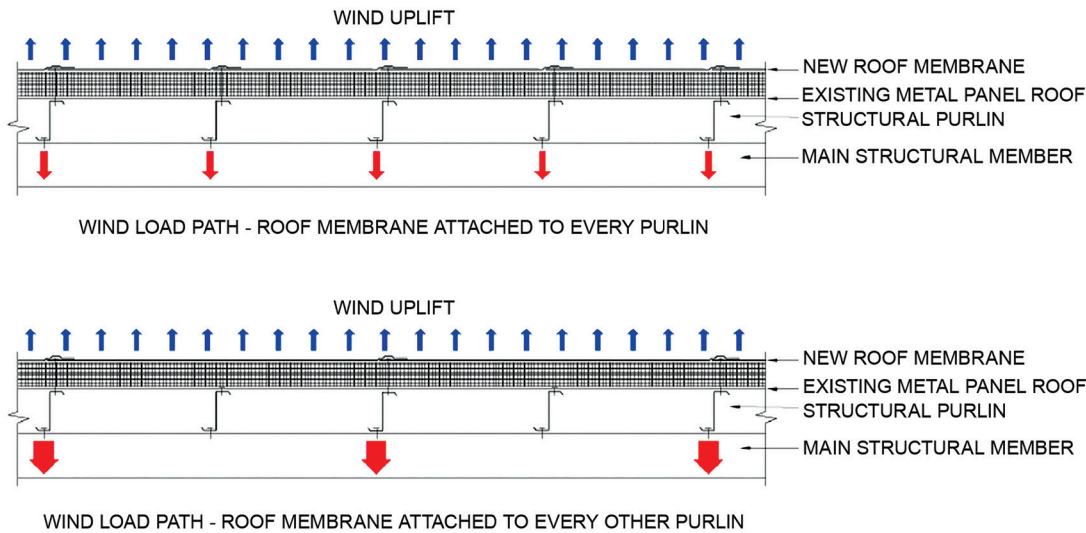 WIND UPLIFT
NEW ROOF MEMBRANE
EXISTING METAL PANEL ROOF
STRUCTURAL PURLIN
MAIN STRUCTURAL MEMBER
WIND LOAD PATH - ROOF MEMBRANE ATTACHED TO EVERY PURLIN
WIND UPLIFT
NEW ROOF MEMBRANE
EXISTING METAL PANEL ROOF
STRUCTURAL PURLIN
MAIN STRUCTURAL MEMBER
WIND LOAD PATH - ROOF MEMBRANE ATTACHED TO EVERY OTHER PURLIN